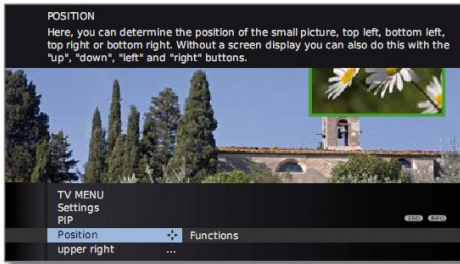 POSITION
Here, you can determine the position of the small picture, top left, bottom left,
top right or bottom right. Without a screen display you can also do this with the
"up", "down", "left" and "right" buttons.
TV MENU
Settings
PIP
END INFO
Position Functions
upper right ...